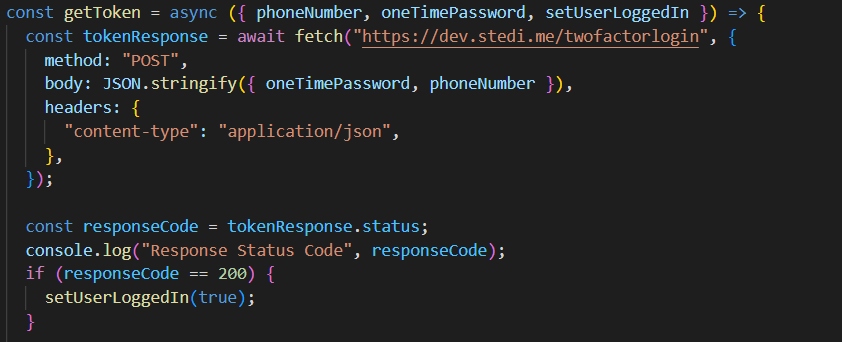 const getToken = async ({ phoneNumber, oneTimePassword, setUserLoggedIn }) => {
const tokenResponse = await fetch("https://dev.stedi.me/twofactorlogin", {
method: "POST",
body: JSON.stringify({ oneTimePassword, phoneNumber }),
headers: {
"content-type": "application/json",
},
});
const responseCode = tokenResponse.status;
console.log("Response Status Code", responseCode);
if (responseCode == 200) {
setUserLoggedIn(true);
}